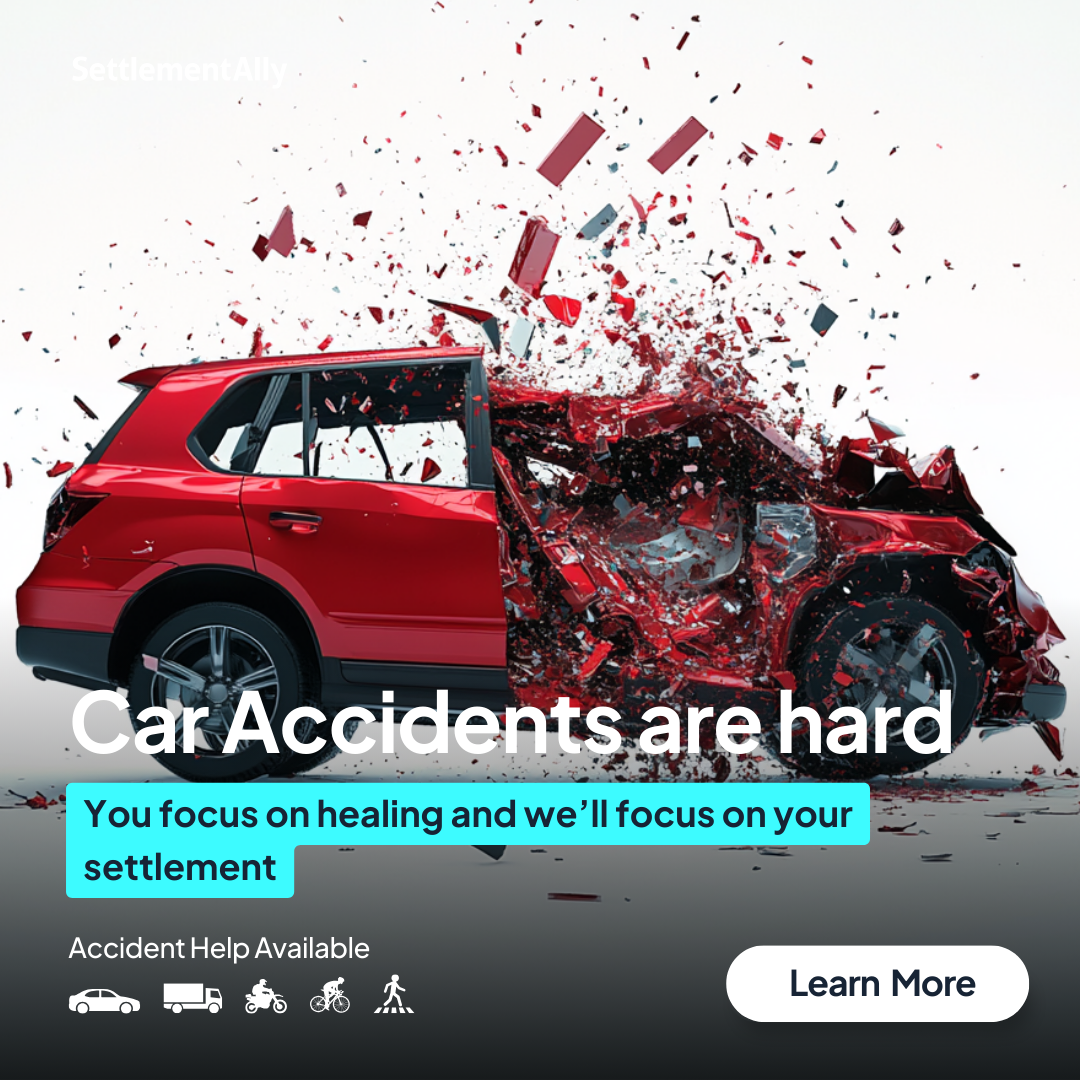 SettlementAlly
Car Accidents are hard
You focus on healing and we’ll focus on your
settlement
Accident Help Available
Learn More